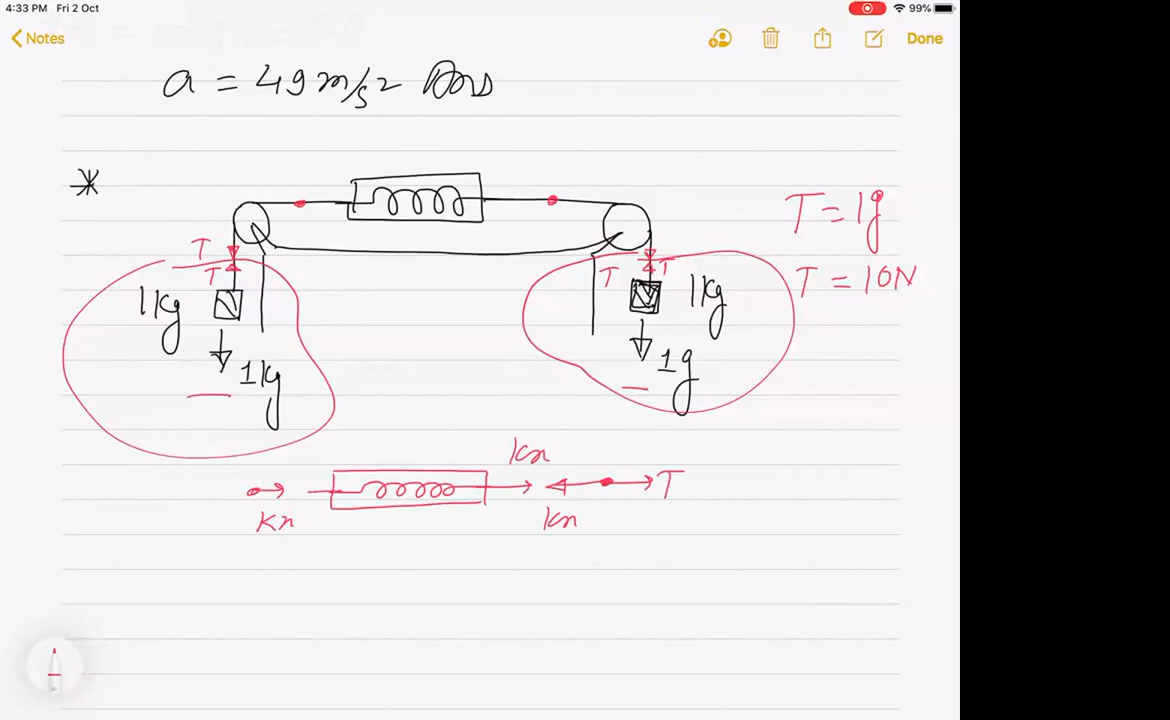 4:33 PM Fri 2 Oct
99%
Notes
Done
a = 49 m/s2 Ans
*
T = 1g
T = 10N
T
T
T T
1kg
1kg
1kg
1g
kx
T
kx
kx